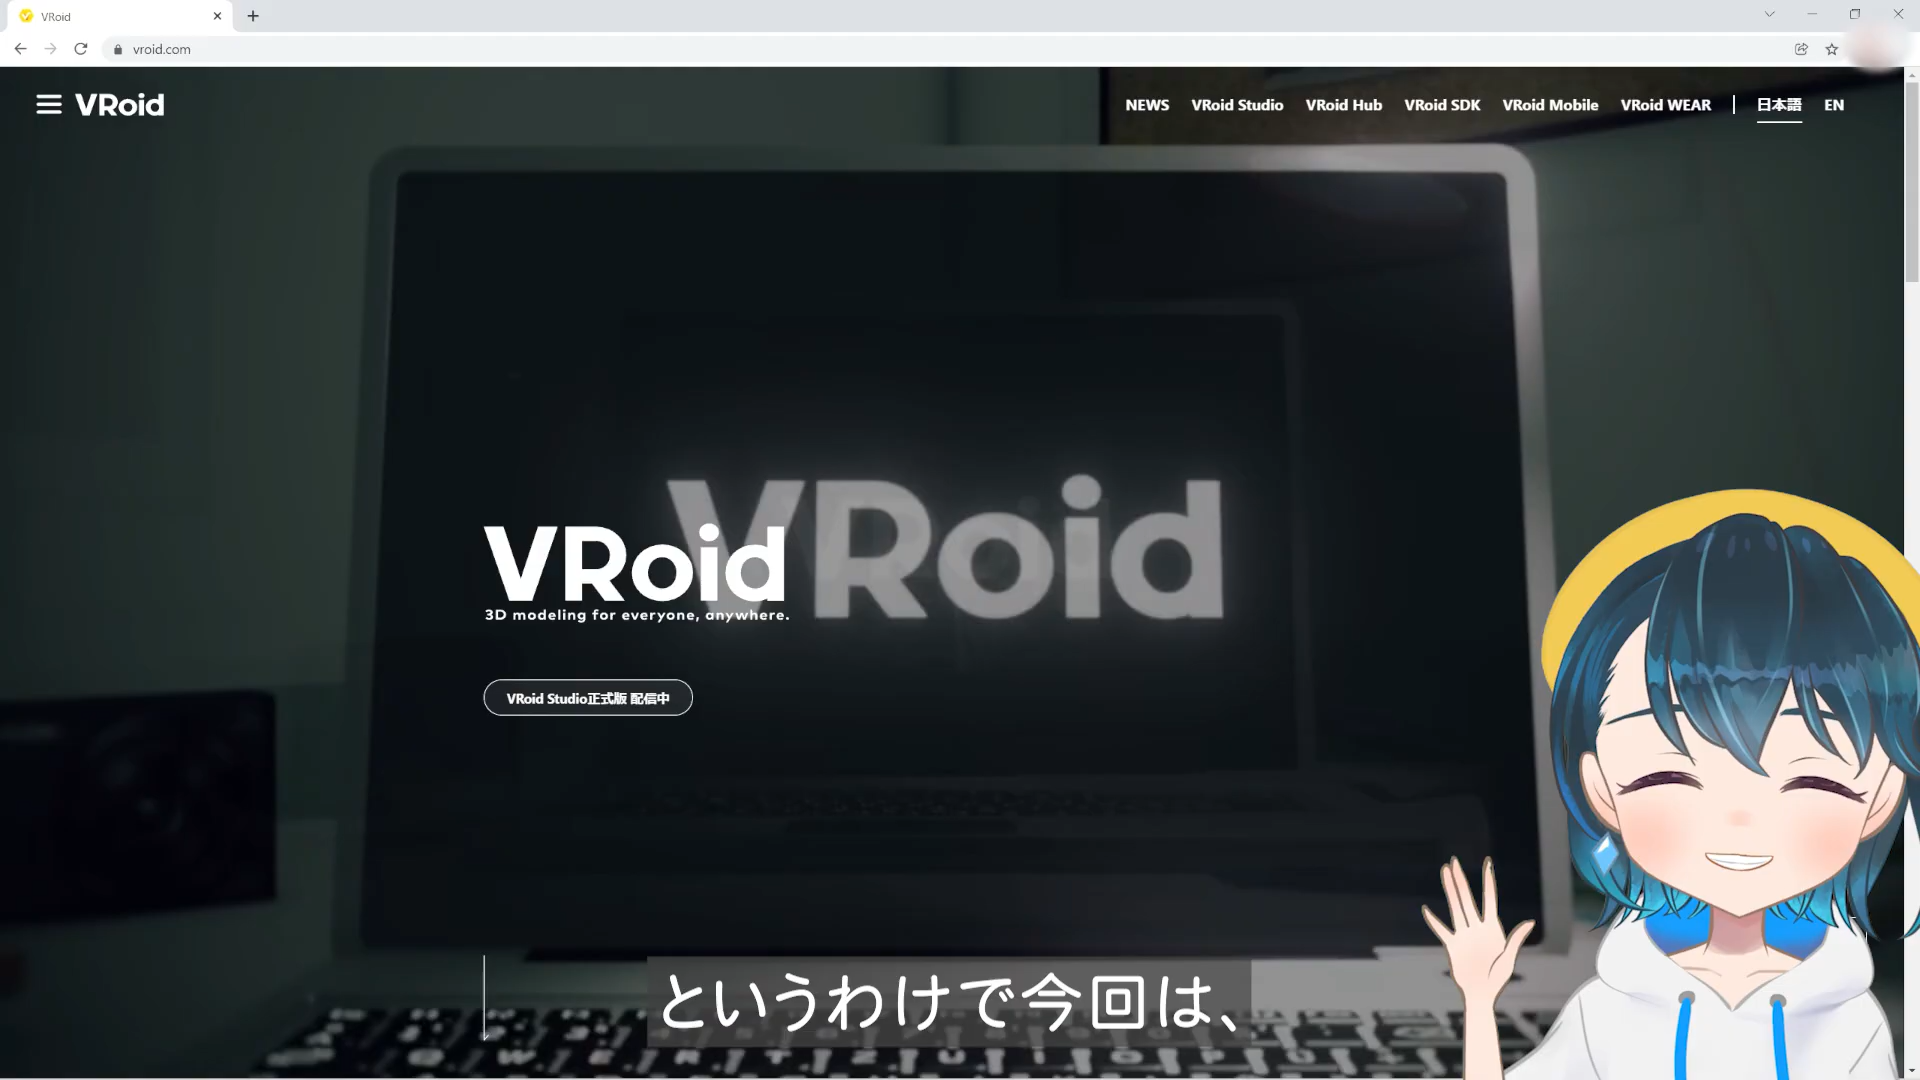 VRoid
vroid.com
VRoid
NEWS VRoid Studio VRoid Hub VRoid SDK VRoid Mobile VRoid WEAR 日本語 EN
VRoid
VRoid
3D modeling for everyone, anywhere.
VRoid Studio正式版 配信中
というわけで今回は、